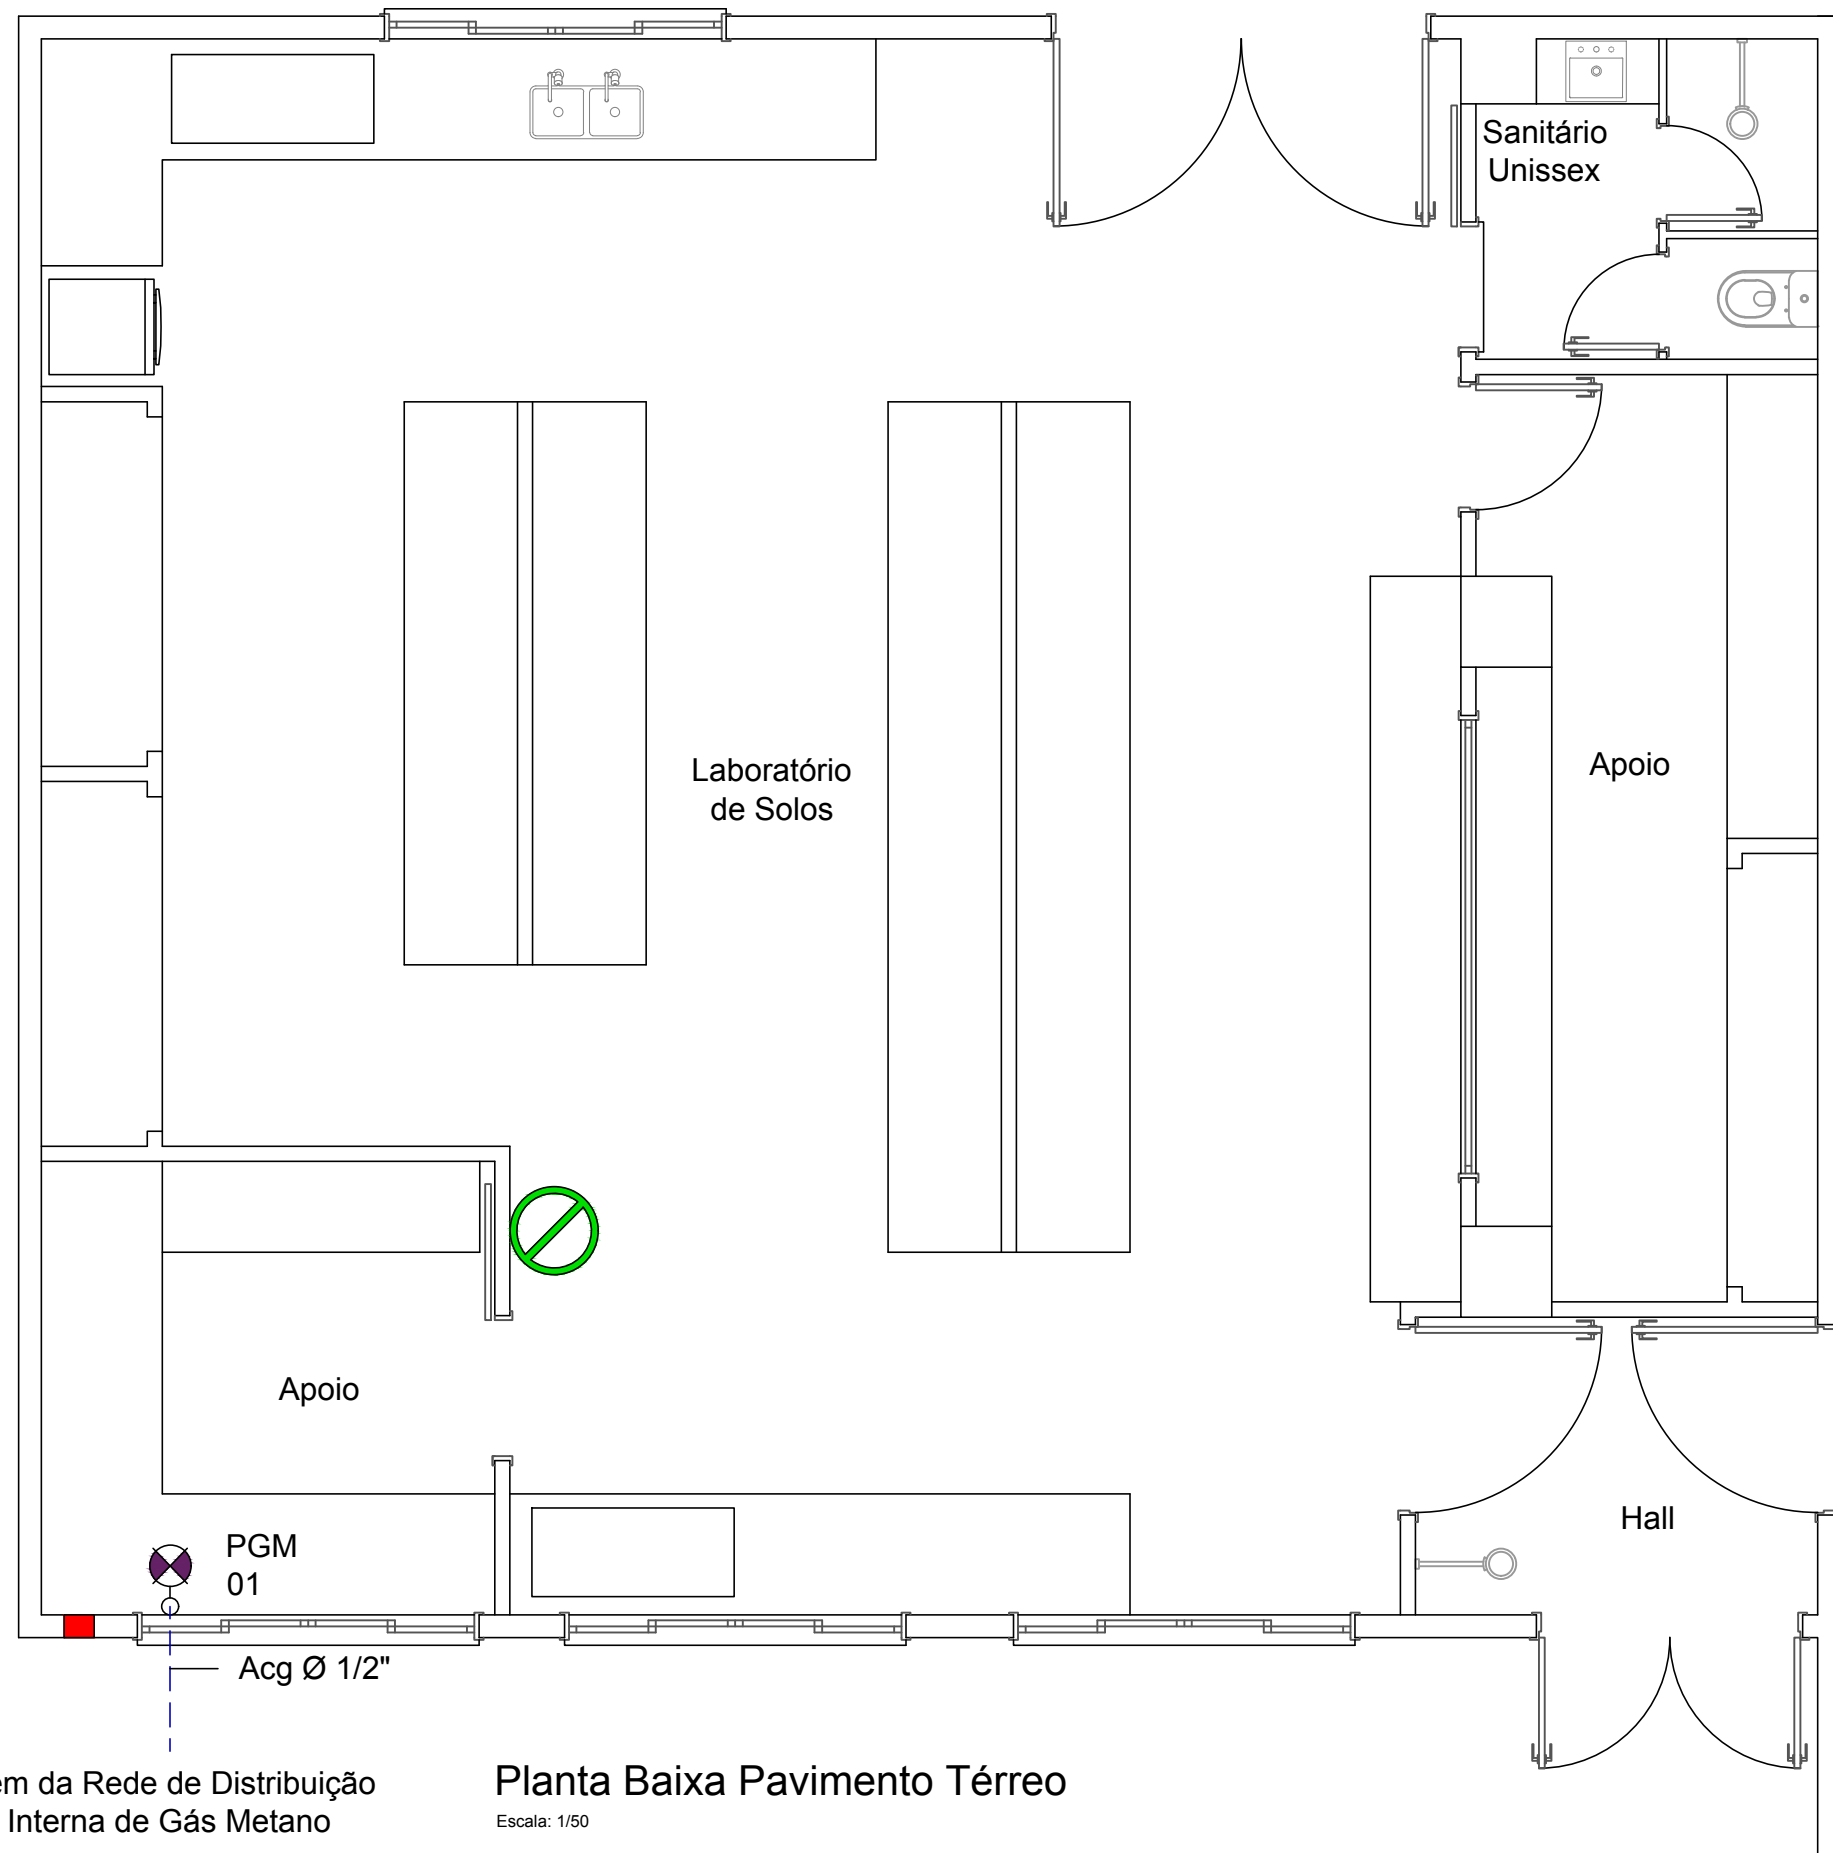 Sanitário
Unissex
Laboratório
de Solos
Apoio
Apoio
Hall
PGM
01
Acg Ø 1/2"
da Rede de Distribuição
Interna de Gás Metano
Planta Baixa Pavimento Térreo
Escala: 1/50